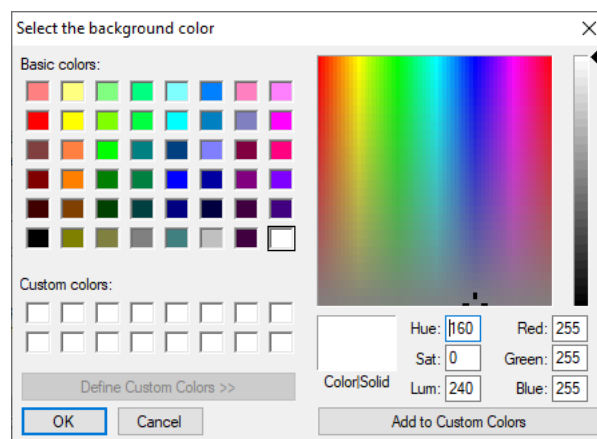 Select the background color
Basic colors:
Custom colors:
Define Custom Colors >>
OK
Cancel
Color|Solid
Hue: 160
Sat: 0
Lum: 240
Red: 255
Green: 255
Blue: 255
Add to Custom Colors